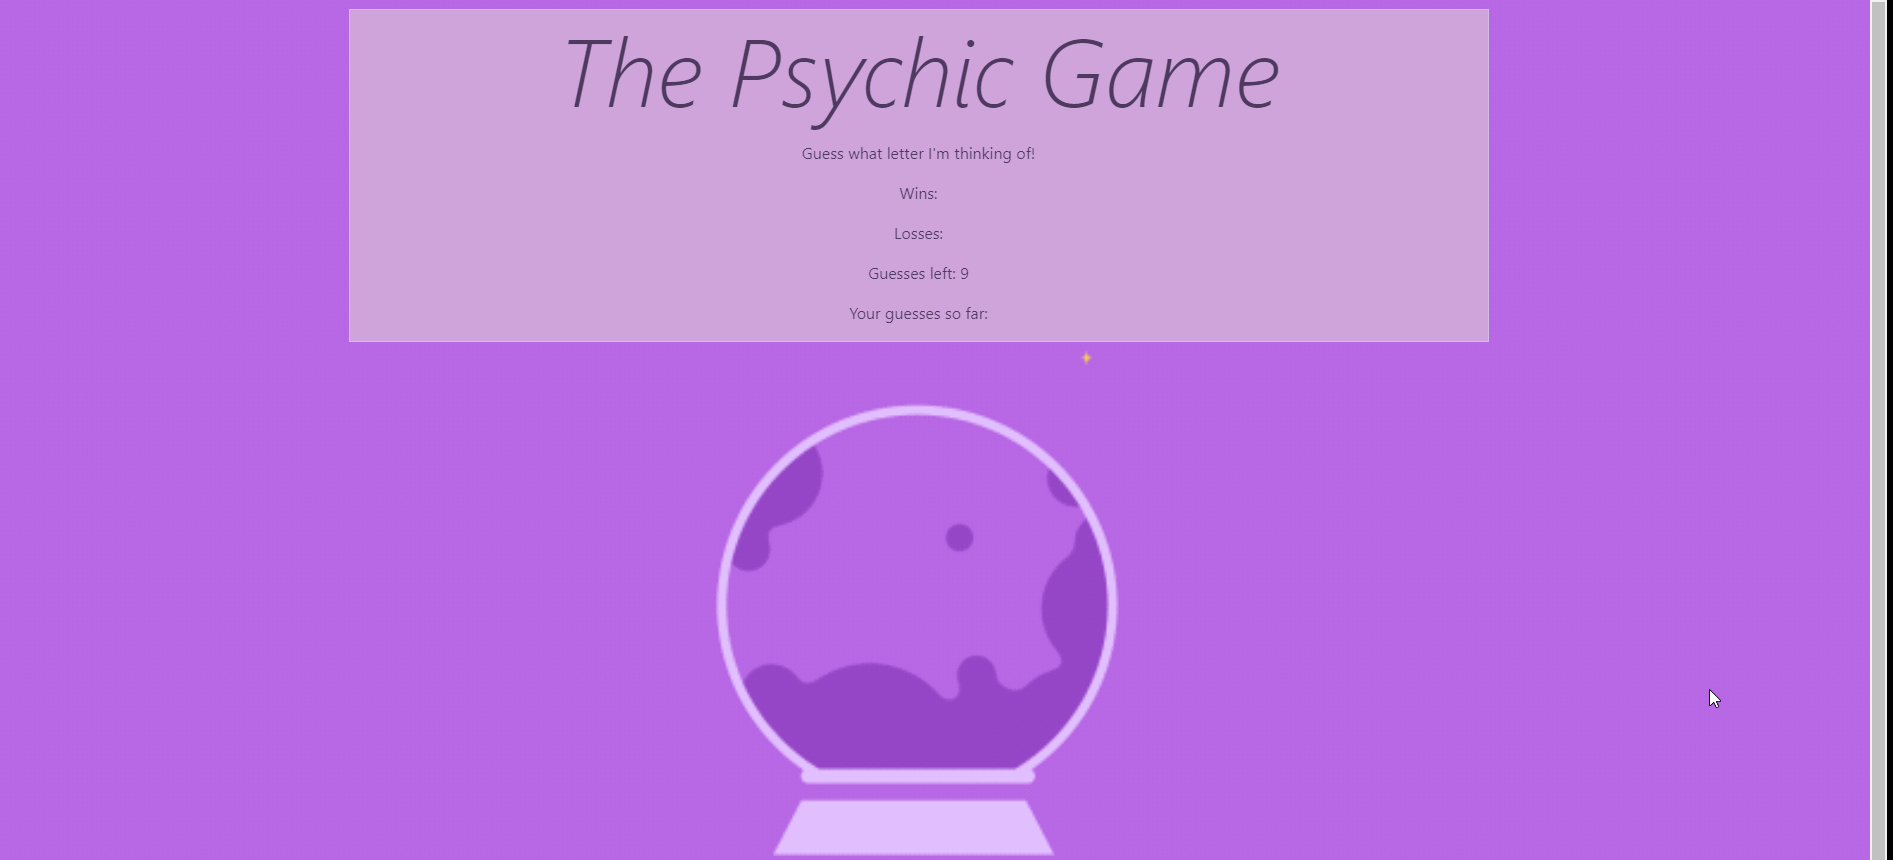 The Psychic Game
Guess what letter I'm thinking of!
Wins:
Losses:
Guesses left: 9
Your guesses so far: